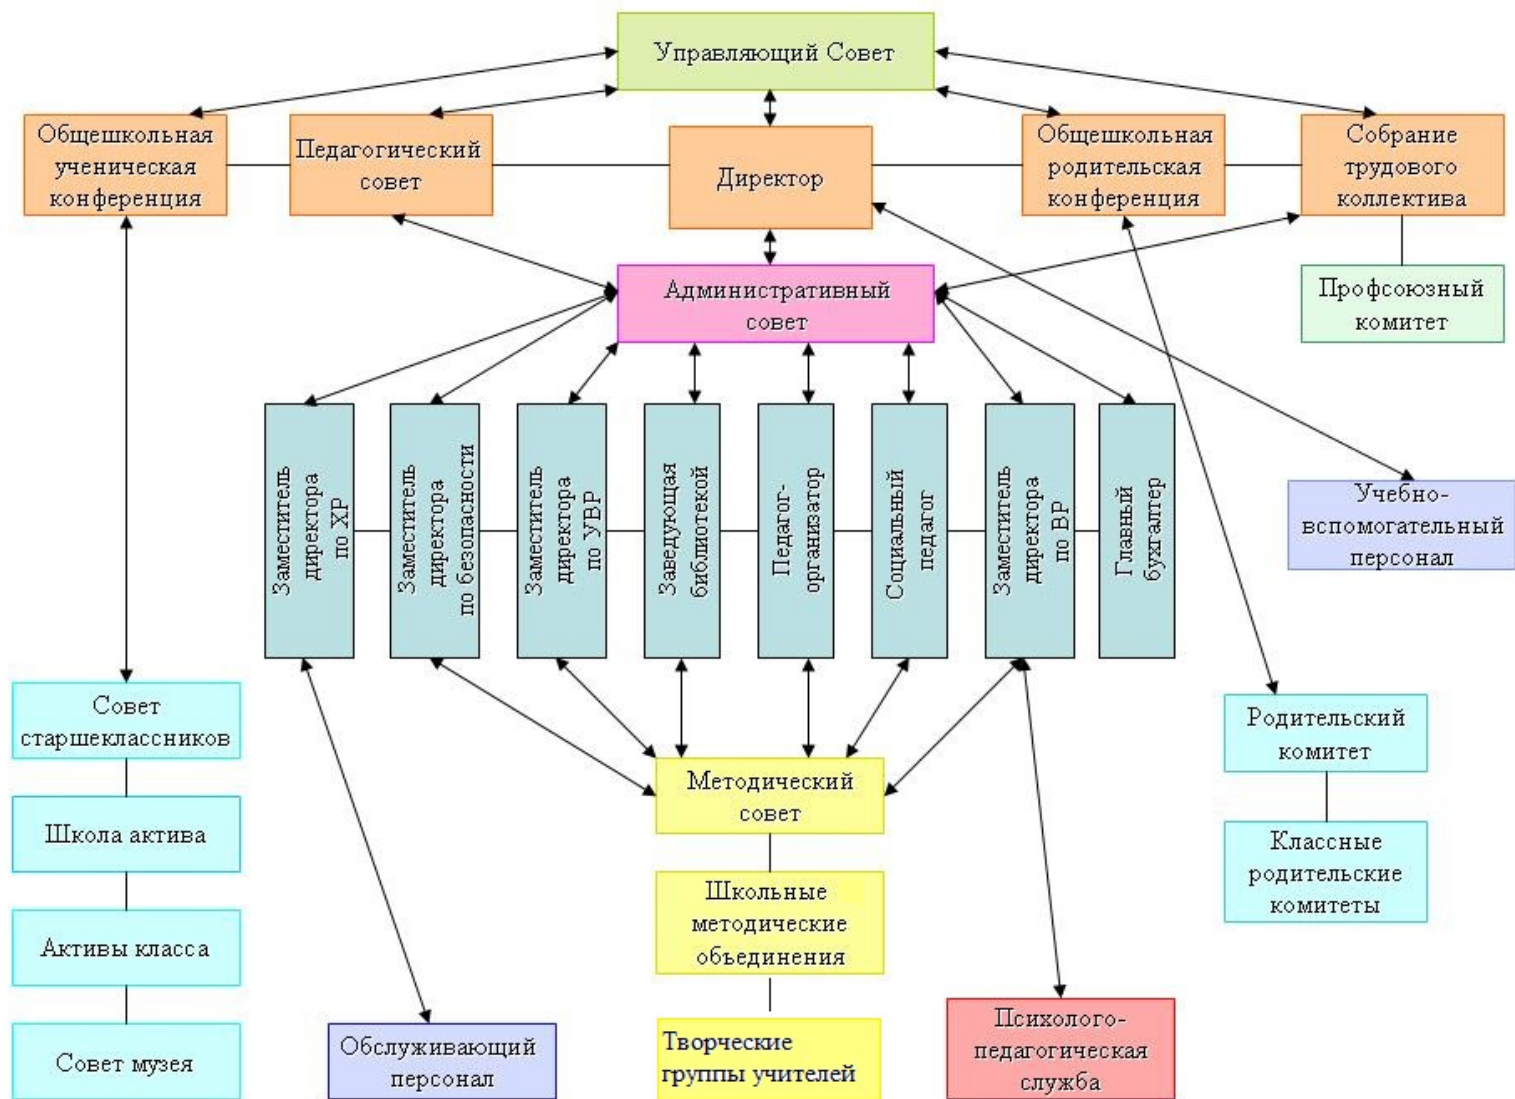 Управляющий Совет
Общешкольная
ученическая
конференция
Педагогический
совет
Директор
Общешкольная
родительская
конференция
Собрание
трудового
коллектива
Административный
совет
Профсоюзный
комитет
Заместитель
директора
по ХР
Заместитель
директора
по безопасности
Заместитель
директора
по УВР
Заведующая
библиотекой
Педагог-
организатор
Социальный
педагог
Заместитель
директора
по ВР
Главный
бухгалтер
Учебно-
вспомогательный
персонал
Совет
старшеклассников
Родительский
комитет
Методический
совет
Школа актива
Классные
родительские
комитеты
Школьные
методические
объединения
Активы класса
Психолого-
педагогическая
служба
Обслуживающий
персонал
Творческие
группы учителей
Совет музея